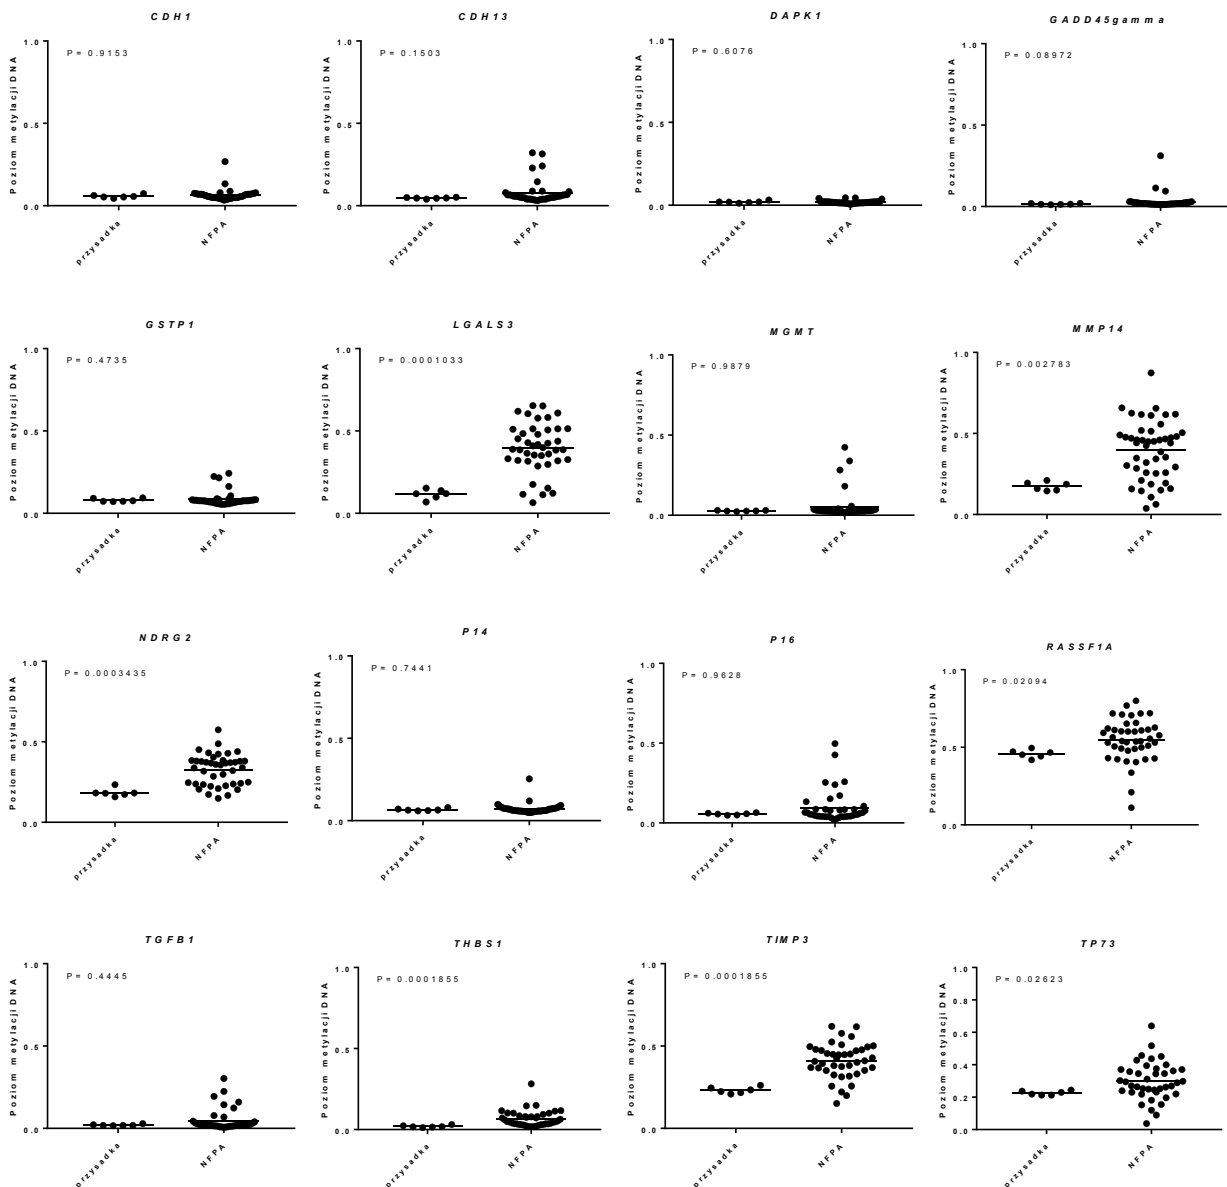 CDH1
P = 0.9153
Poziom metylacji DNA
1.0
0.5
0.0
przysadka
NFPA
CDH13
P = 0.1503
Poziom metylacji DNA
1.0
0.5
0.0
przysadka
NFPA
DAPK1
P = 0.6076
Poziom metylacji DNA
1.0
0.5
0.0
przysadka
NFPA
GADD45gamma
P = 0.08972
Poziom metylacji DNA
1.0
0.5
0.0
przysadka
NFPA
GSTP1
P = 0.4735
Poziom metylacji DNA
1.0
0.5
0.0
przysadka
NFPA
LGALS3
P = 0.0001033
Poziom metylacji DNA
1.0
0.5
0.0
przysadka
NFPA
MGMT
P = 0.9879
Poziom metylacji DNA
1.0
0.5
0.0
przysadka
NFPA
MMP14
P = 0.002783
Poziom metylacji DNA
1.0
0.5
0.0
przysadka
NFPA
NDRG2
P = 0.0003435
Poziom metylacji DNA
1.0
0.5
0.0
przysadka
NFPA
P14
P = 0.7441
Poziom metylacji DNA
1.0
0.5
0.0
przysadka
NFPA
P16
P = 0.9628
Poziom metylacji DNA
1.0
0.5
0.0
przysadka
NFPA
RASSF1A
P = 0.02094
Poziom metylacji DNA
1.0
0.5
0.0
przysadka
NFPA
TGFB1
P = 0.4445
Poziom metylacji DNA
1.0
0.5
0.0
przysadka
NFPA
THBS1
P = 0.0001855
Poziom metylacji DNA
1.0
0.5
0.0
przysadka
NFPA
TIMP3
P = 0.0001855
Poziom metylacji DNA
1.0
0.5
0.0
przysadka
NFPA
TP73
P = 0.02623
Poziom metylacji DNA
1.0
0.8
0.6
0.4
0.2
0.0
przysadka
NFPA